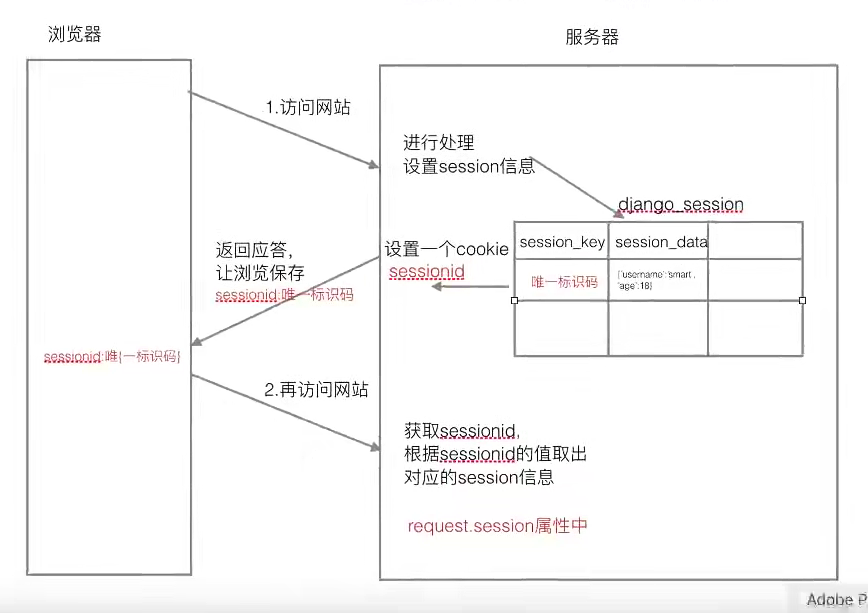 浏览器
服务器
1.访问网站
进行处理
设置session信息
django_session
session_key
session_data
唯一标识码
{'username':'smart',
'age':18}
设置一个cookie
sessionid
返回应答,
让浏览保存
sessionid:唯一标识码
sessionid:唯{一标识码}
2.再访问网站
获取sessionid,
根据sessionid的值取出
对应的session信息
request.session属性中
Adobe P